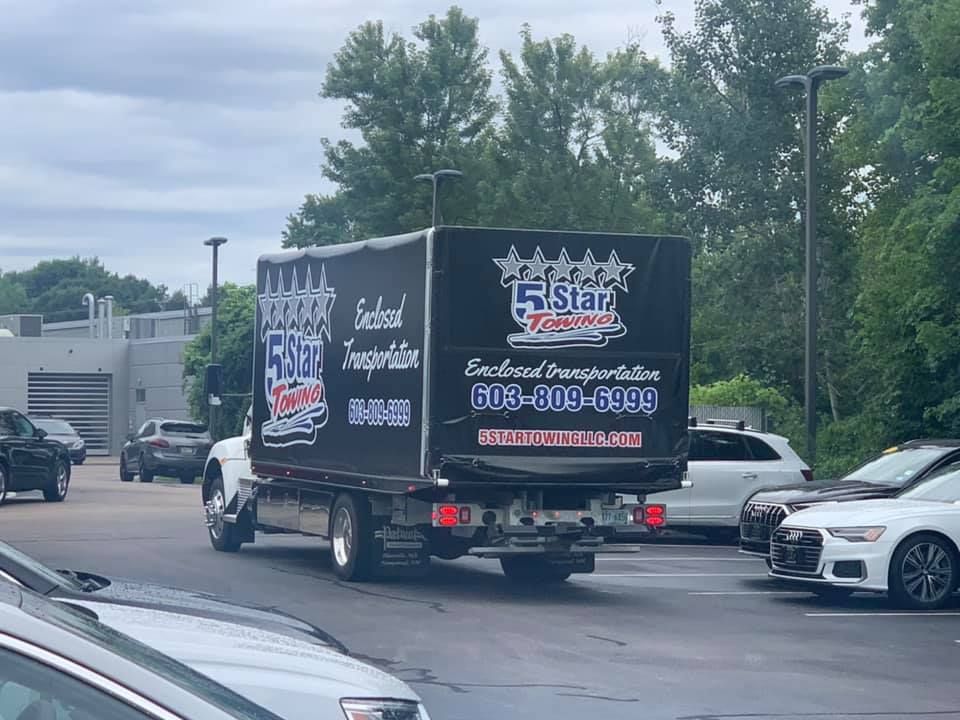 5 Star
TOWING
Enclosed
Transportation
603-809-6999
5 Star
TOWING
Enclosed transportation
603-809-6999
5STARTOWINGLLC.COM